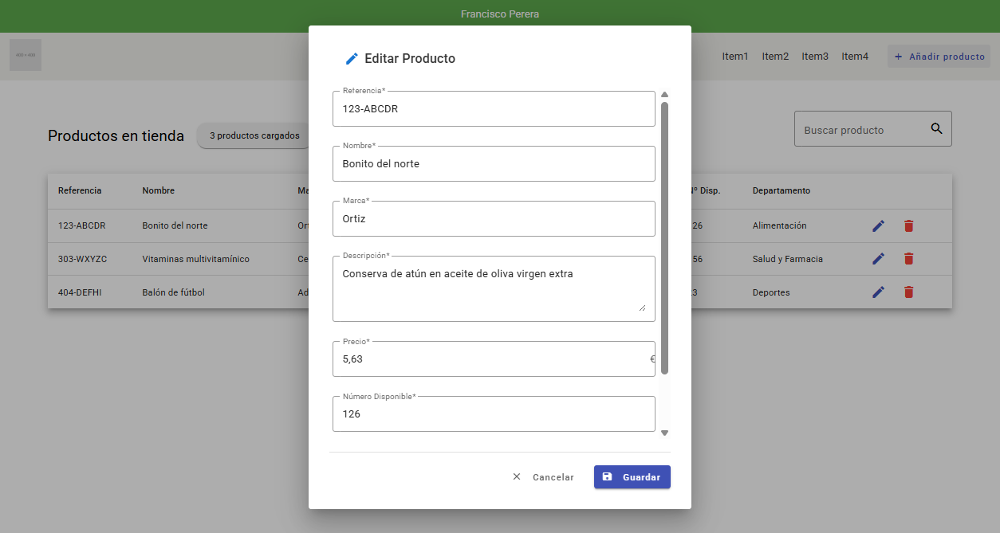 Francisco Perera
400 x 400
Item1 Item2 Item3 Item4 + Añadir producto
Editar Producto
Productos en tienda
3 productos cargados
Buscar producto
Referencia*
123-ABCDR
Nombre*
Bonito del norte
Marca*
Ortiz
Descripción*
Conserva de atún en aceite de oliva virgen extra
Precio*
5,63 €
Número Disponible*
126
Cancelar Guardar
Referencia Nombre Ma Nº Disp. Departamento
123-ABCDR Bonito del norte Ort 26 Alimentación
303-WXYZC Vitaminas multivitamínico Ce 56 Salud y Farmacia
404-DEFHI Balón de fútbol Ad 3 Deportes